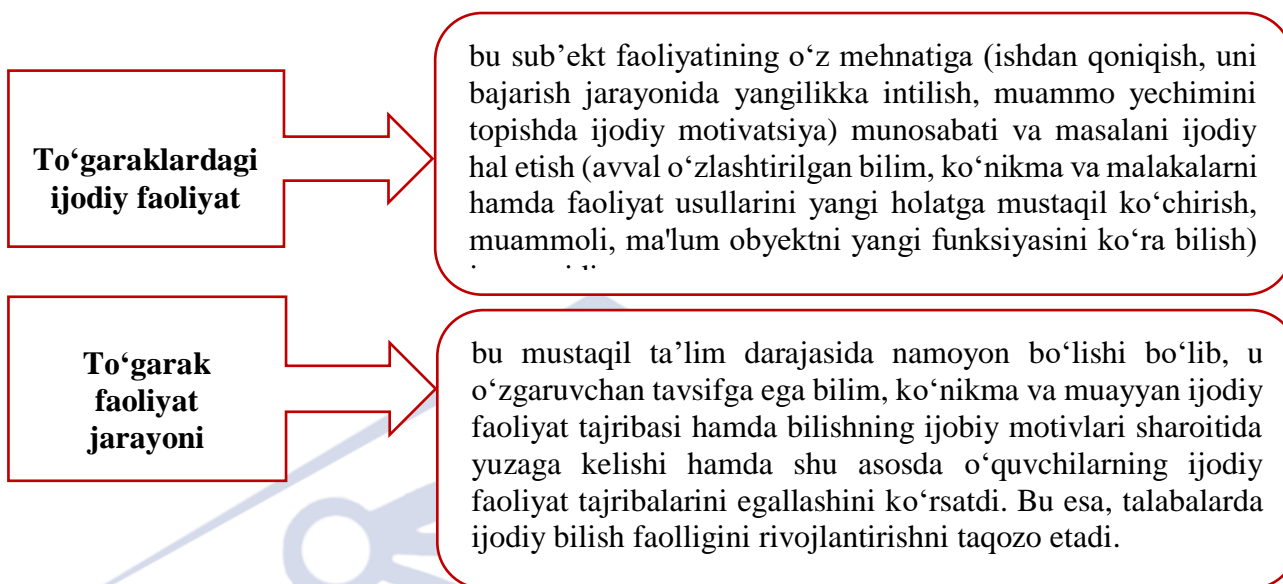 To‘garaklardagi
ijodiy faoliyat
bu sub’ekt faoliyatining o‘z mehnatiga (ishdan qoniqish, uni
bajarish jarayonida yangilikka intilish, muammo yechimini
topishda ijodiy motivatsiya) munosabati va masalani ijodiy
hal etish (avval o‘zlashtirilgan bilim, ko‘nikma va malakalarni
hamda faoliyat usullarini yangi holatga mustaqil ko‘chirish,
muammoli, ma'lum obyektni yangi funksiyasini ko‘ra bilish)
To‘garak
faoliyat
jarayoni
bu mustaqil ta’lim darajasida namoyon bo‘lishi bo‘lib, u
o‘zgaruvchan tavsifga ega bilim, ko‘nikma va muayyan ijodiy
faoliyat tajribasi hamda bilishning ijobiy motivlari sharoitida
yuzaga kelishi hamda shu asosda o‘quvchilarning ijodiy
faoliyat tajribalarini egallashini ko‘rsatdi. Bu esa, talabalarda
ijodiy bilish faolligini rivojlantirishni taqozo etadi.